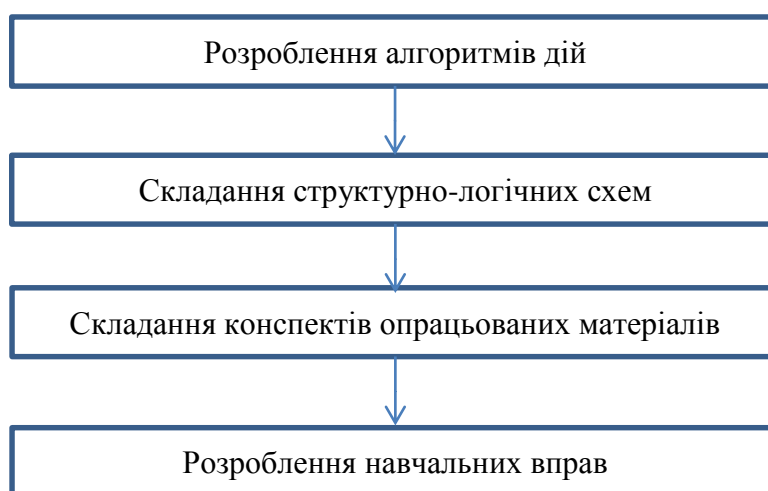 Розроблення алгоритмів дій
Складання структурно-логічних схем
Складання конспектів опрацьованих матеріалів
Розроблення навчальних вправ